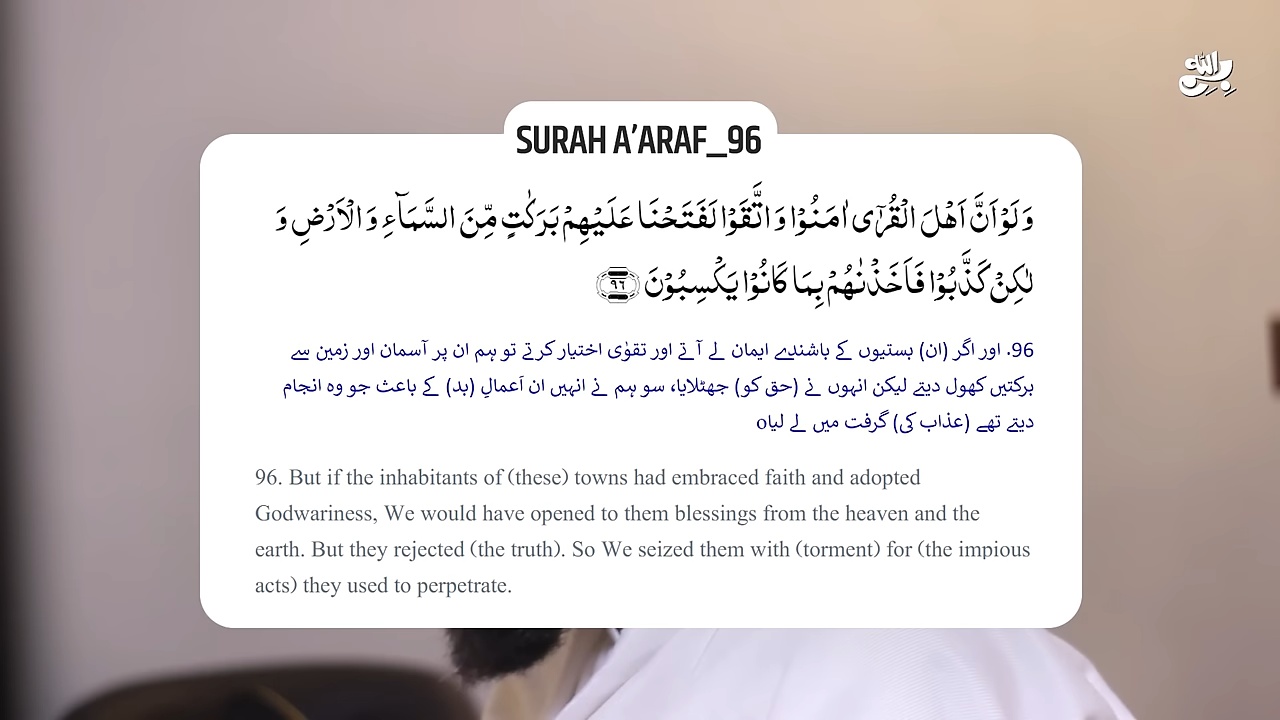 SURAH A’ARAF_96
وَلَوْ اَنَّ اَهْلَ الْقُرٰٓى اٰمَنُوْا وَ اتَّقَوْا لَفَتَحْنَا عَلَيْهِمْ بَرَكٰتٍ مِّنَ السَّمَآءِ وَ الْاَرْضِ وَ
لٰكِنْ كَذَّبُوْا فَاَخَذْنٰهُمْ بِمَا كَانُوْا يَكْسِبُوْنَ ٩٦
96. اور اگر (ان) بستیوں کے باشندے ایمان لے آتے اور تقوٰی اختیار کرتے تو ہم ان پر آسمان اور زمین سے
برکتیں کھول دیتے لیکن انہوں نے (حق کو) جھٹلایا، سو ہم نے انہیں ان اَعمالِ (بد) کے باعث جو وہ انجام
دیتے تھے (عذاب کی) گرفت میں لے لیاo
96. But if the inhabitants of (these) towns had embraced faith and adopted
Godwariness, We would have opened to them blessings from the heaven and the
earth. But they rejected (the truth). So We seized them with (torment) for (the impious
acts) they used to perpetrate.